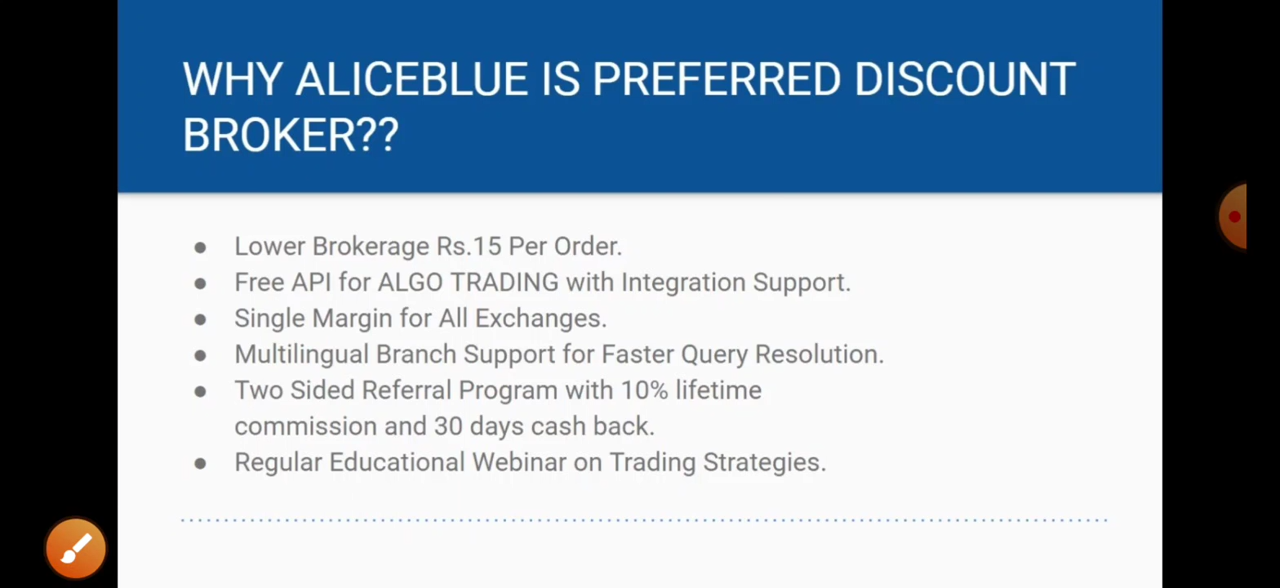 WHY ALICEBLUE IS PREFERRED DISCOUNT
BROKER??
● Lower Brokerage Rs.15 Per Order.
● Free API for ALGO TRADING with Integration Support.
● Single Margin for All Exchanges.
● Multilingual Branch Support for Faster Query Resolution.
● Two Sided Referral Program with 10% lifetime
commission and 30 days cash back.
● Regular Educational Webinar on Trading Strategies.